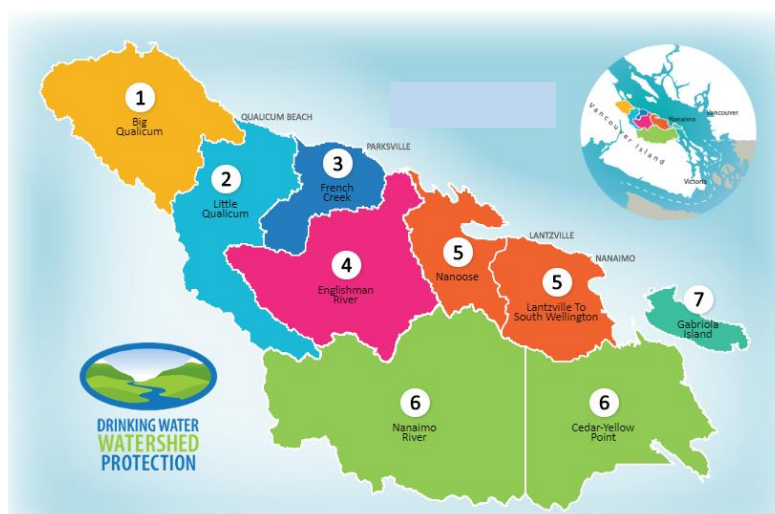 1
Big
Qualicum
QUALICUM BEACH
2
Little
Qualicum
3
French
Creek
PARKSVILLE
4
Englishman
River
5
Nanoose
LANTZVILLE
NANAIMO
5
Lantzville To
South Wellington
7
Gabriola
Island
6
Nanaimo
River
6
Cedar-Yellow
Point
Vancouver Island
Nanaimo
Vancouver
Victoria
DRINKING WATER
WATERSHED
PROTECTION